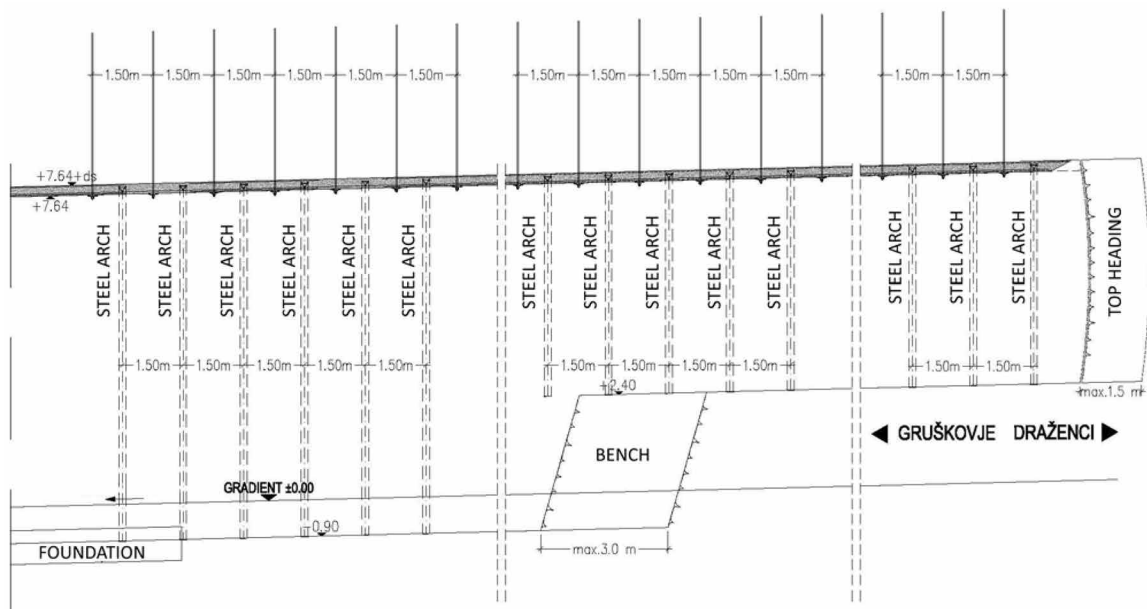 1.50m 1.50m 1.50m 1.50m 1.50m 1.50m 1.50m 1.50m 1.50m 1.50m 1.50m 1.50m 1.50m
+7.64+ds
+7.64
STEEL ARCH
STEEL ARCH
STEEL ARCH
STEEL ARCH
STEEL ARCH
STEEL ARCH
STEEL ARCH
STEEL ARCH
STEEL ARCH
STEEL ARCH
STEEL ARCH
STEEL ARCH
STEEL ARCH
STEEL ARCH
TOP HEADING
1.50m 1.50m 1.50m 1.50m 1.50m 1.50m 1.50m 1.50m 1.50m 1.50m 1.50m
+2.40
max.1.5 m
◄ GRUŠKOVJE DRAŽENCI ►
BENCH
GRADIENT ±0.00
-0.90
FOUNDATION
max.3.0 m